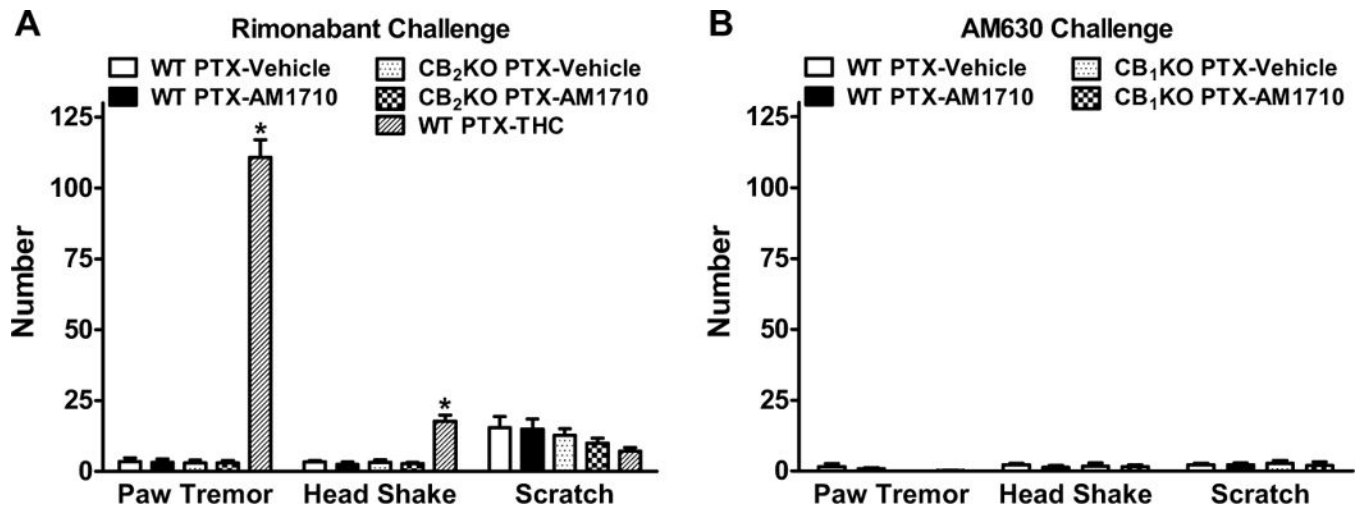 A
Rimonabant Challenge
WT PTX-Vehicle
WT PTX-AM1710
CB₂KO PTX-Vehicle
CB₂KO PTX-AM1710
WT PTX-THC
Number
125
100
75
50
25
0
*
*
Paw Tremor Head Shake Scratch
B
AM630 Challenge
WT PTX-Vehicle
WT PTX-AM1710
CB₁KO PTX-Vehicle
CB₁KO PTX-AM1710
Number
125
100
75
50
25
0
Paw Tremor Head Shake Scratch